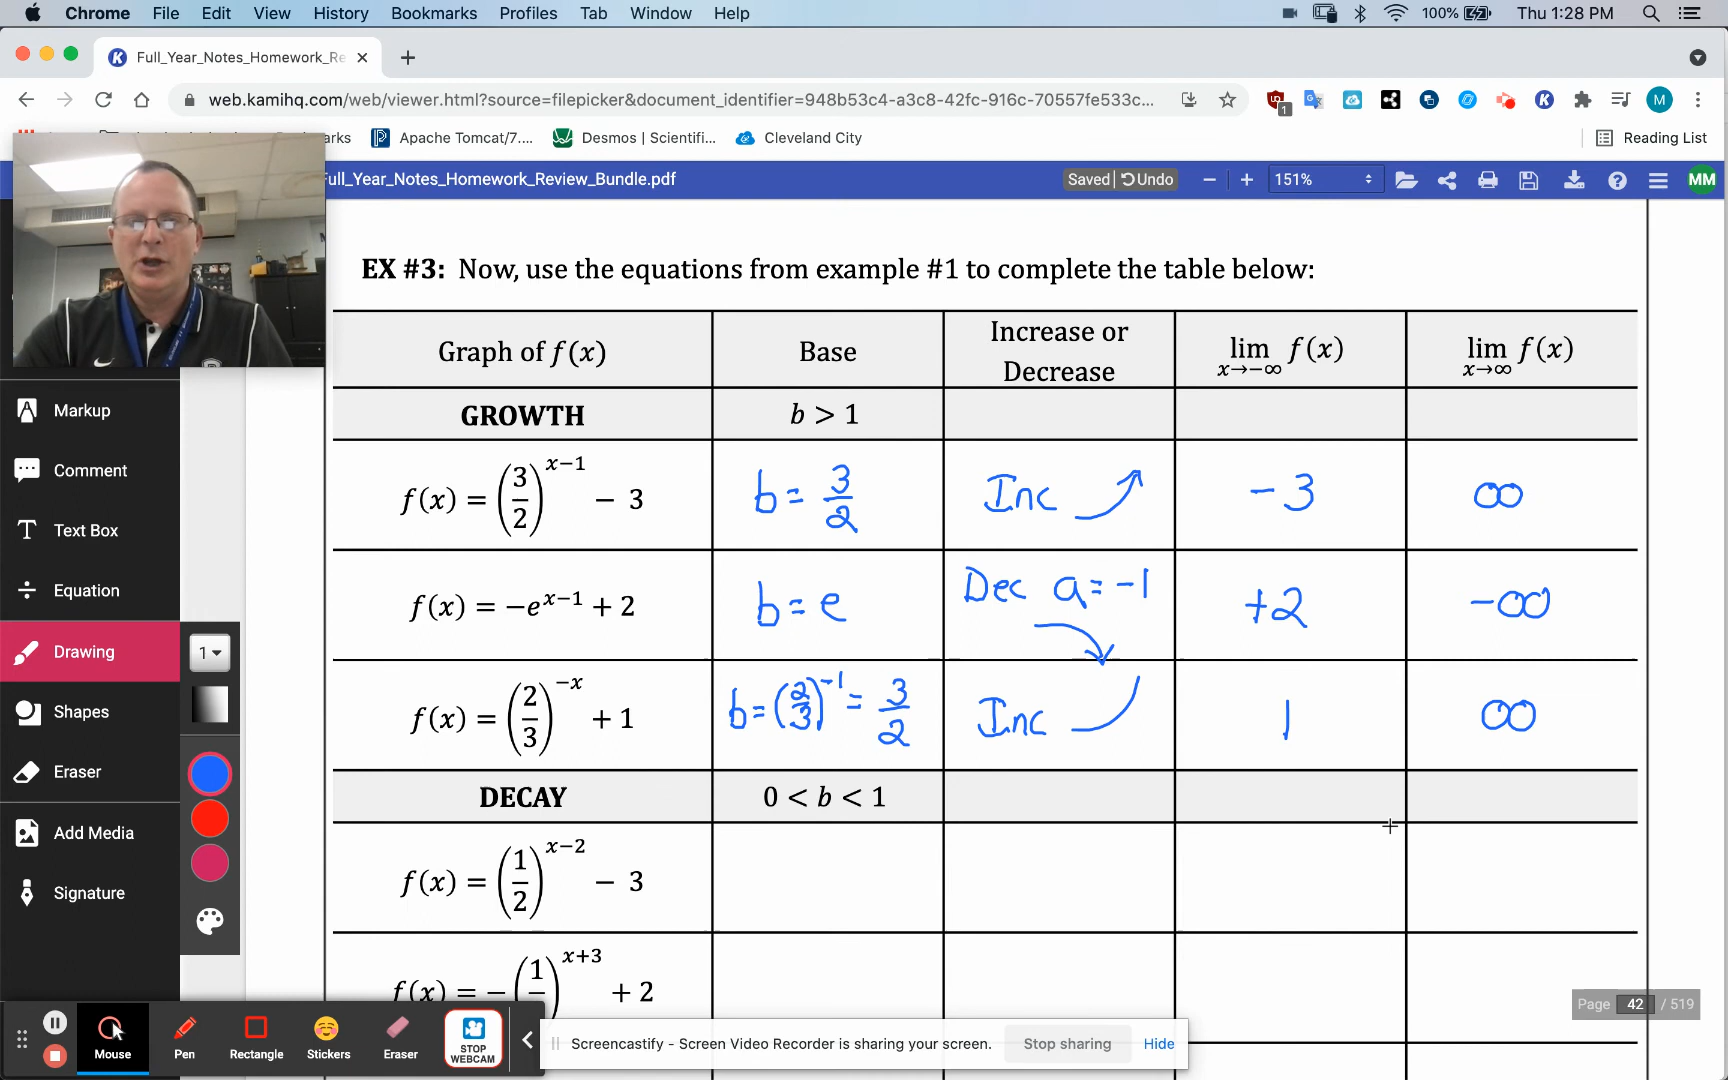 Chrome File Edit View History Bookmarks Profiles Tab Window Help 100% Thu 1:28 PM
Full_Year_Notes_Homework_Re
web.kamihq.com/web/viewer.html?source=filepicker&document_identifier=948b53c4-a3c8-42fc-916c-70557fe533c...
Apache Tomcat/7.... Desmos | Scientifi... Cleveland City Reading List
ull_Year_Notes_Homework_Review_Bundle.pdf Saved | Undo 151% MM
EX #3: Now, use the equations from example #1 to complete the table below:
Graph of f(x) Base Increase or Decrease lim x→−∞ f(x) lim x→∞ f(x)
GROWTH b > 1
f(x) = (3/2)^(x−1) − 3 b = 3/2 Inc −3 ∞
f(x) = −e^(x−1) + 2 b = e Dec a = −1 +2 −∞
f(x) = (2/3)^(−x) + 1 b = (2/3)^(−1) = 3/2 Inc 1 ∞
DECAY 0 < b < 1
f(x) = (1/2)^(x−2) − 3
Markup
Comment
Text Box
Equation
Drawing
1
Shapes
Eraser
Add Media
Signature
Page 42 / 519
Mouse Pen Rectangle Stickers Eraser STOP WEBCAM
Screencastify - Screen Video Recorder is sharing your screen. Stop sharing Hide